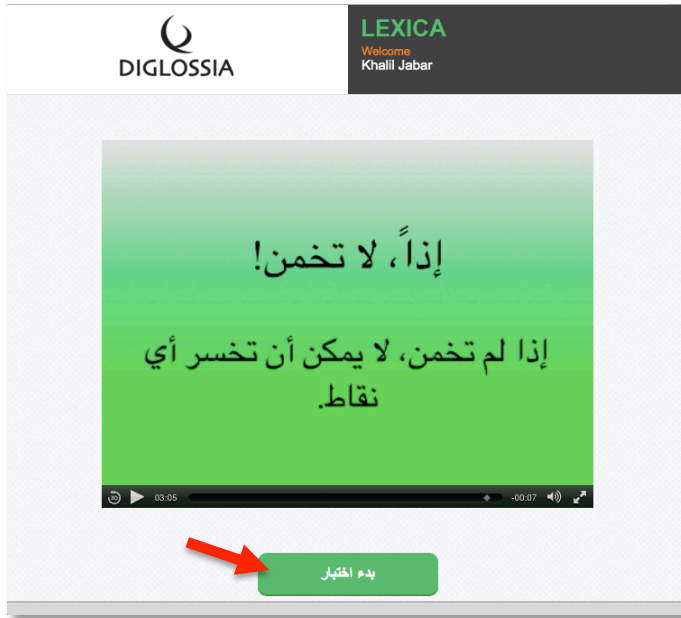 DIGLOSSIA
LEXICA
Welcome
Khalil Jabar
إذاً، لا تخمن!
إذا لم تخمن، لا يمكن أن تخسر أي
نقاط.
30 03:05 -00:07
بدء اختبار